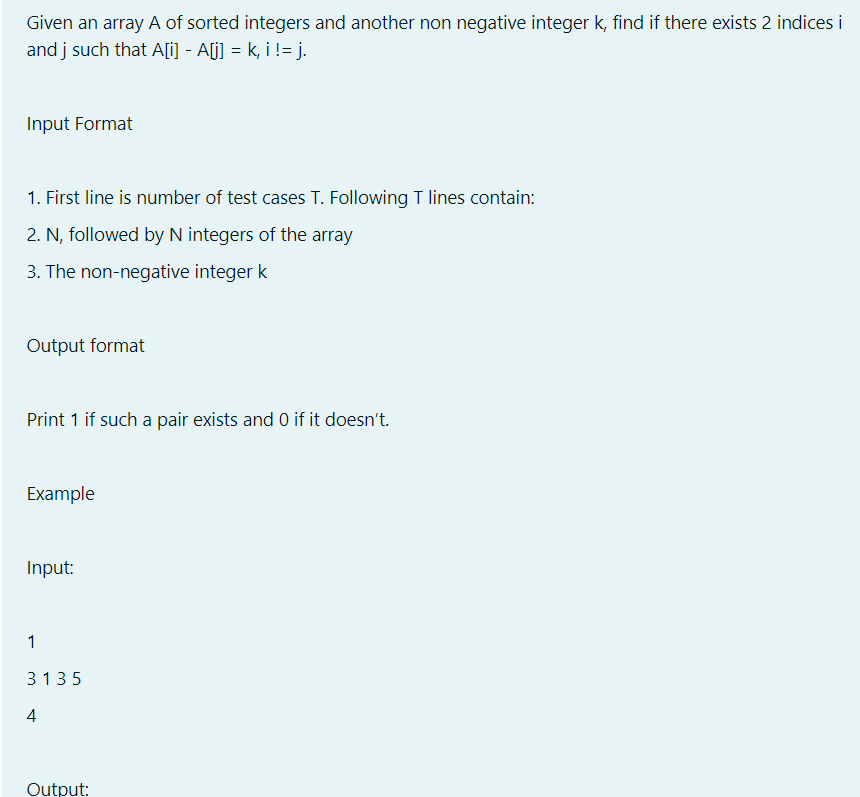 Given an array A of sorted integers and another non negative integer k, find if there exists 2 indices i
and j such that A[i] - A[j] = k, i != j.
Input Format
1. First line is number of test cases T. Following T lines contain:
2. N, followed by N integers of the array
3. The non-negative integer k
Output format
Print 1 if such a pair exists and 0 if it doesn't.
Example
Input:
1
3 1 3 5
4
Output: